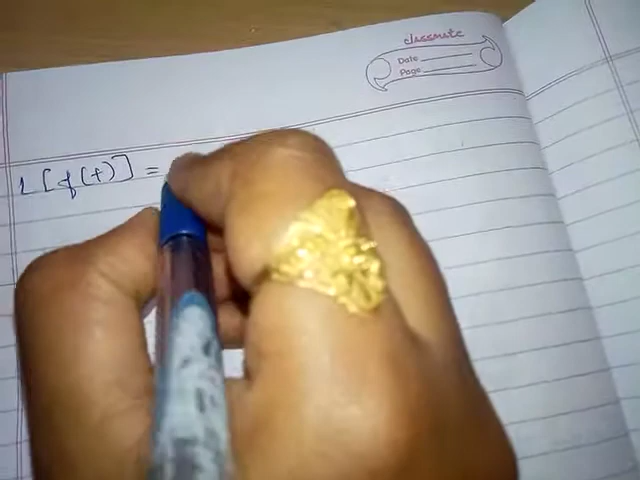 classmate
Date
Page
L[f(t)] =